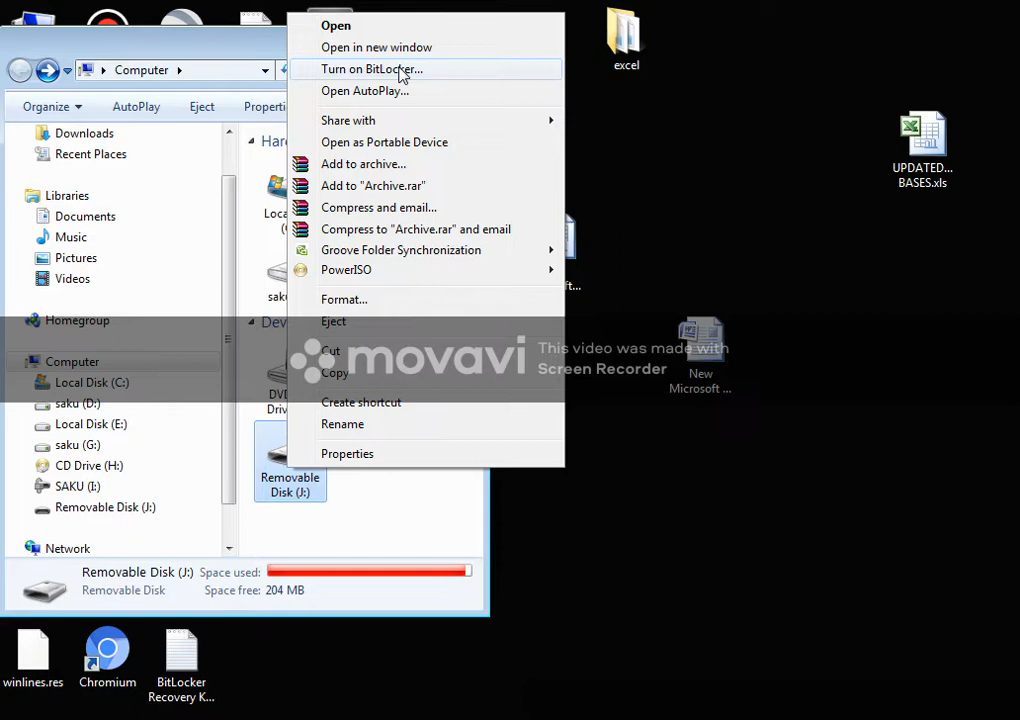 Open
Open in new window
Turn on BitLocker...
Open AutoPlay...
Share with
Open as Portable Device
Add to archive...
Add to "Archive.rar"
Compress and email...
Compress to "Archive.rar" and email
Groove Folder Synchronization
PowerISO
Format...
Eject
Cut
Copy
Create shortcut
Rename
Properties
Computer
Organize
AutoPlay
Eject
Properti
Downloads
Recent Places
Libraries
Documents
Music
Pictures
Videos
Homegroup
Computer
Local Disk (C:)
saku (D:)
Local Disk (E:)
saku (G:)
CD Drive (H:)
SAKU (I:)
Removable Disk (J:)
Network
Removable
Disk (J:)
Removable Disk (J:) Space used:
Removable Disk Space free: 204 MB
excel
UPDATED...
BASES.xls
movavi
This video was made with
Screen Recorder
New
Microsoft ...
winlines.res
Chromium
BitLocker
Recovery K...